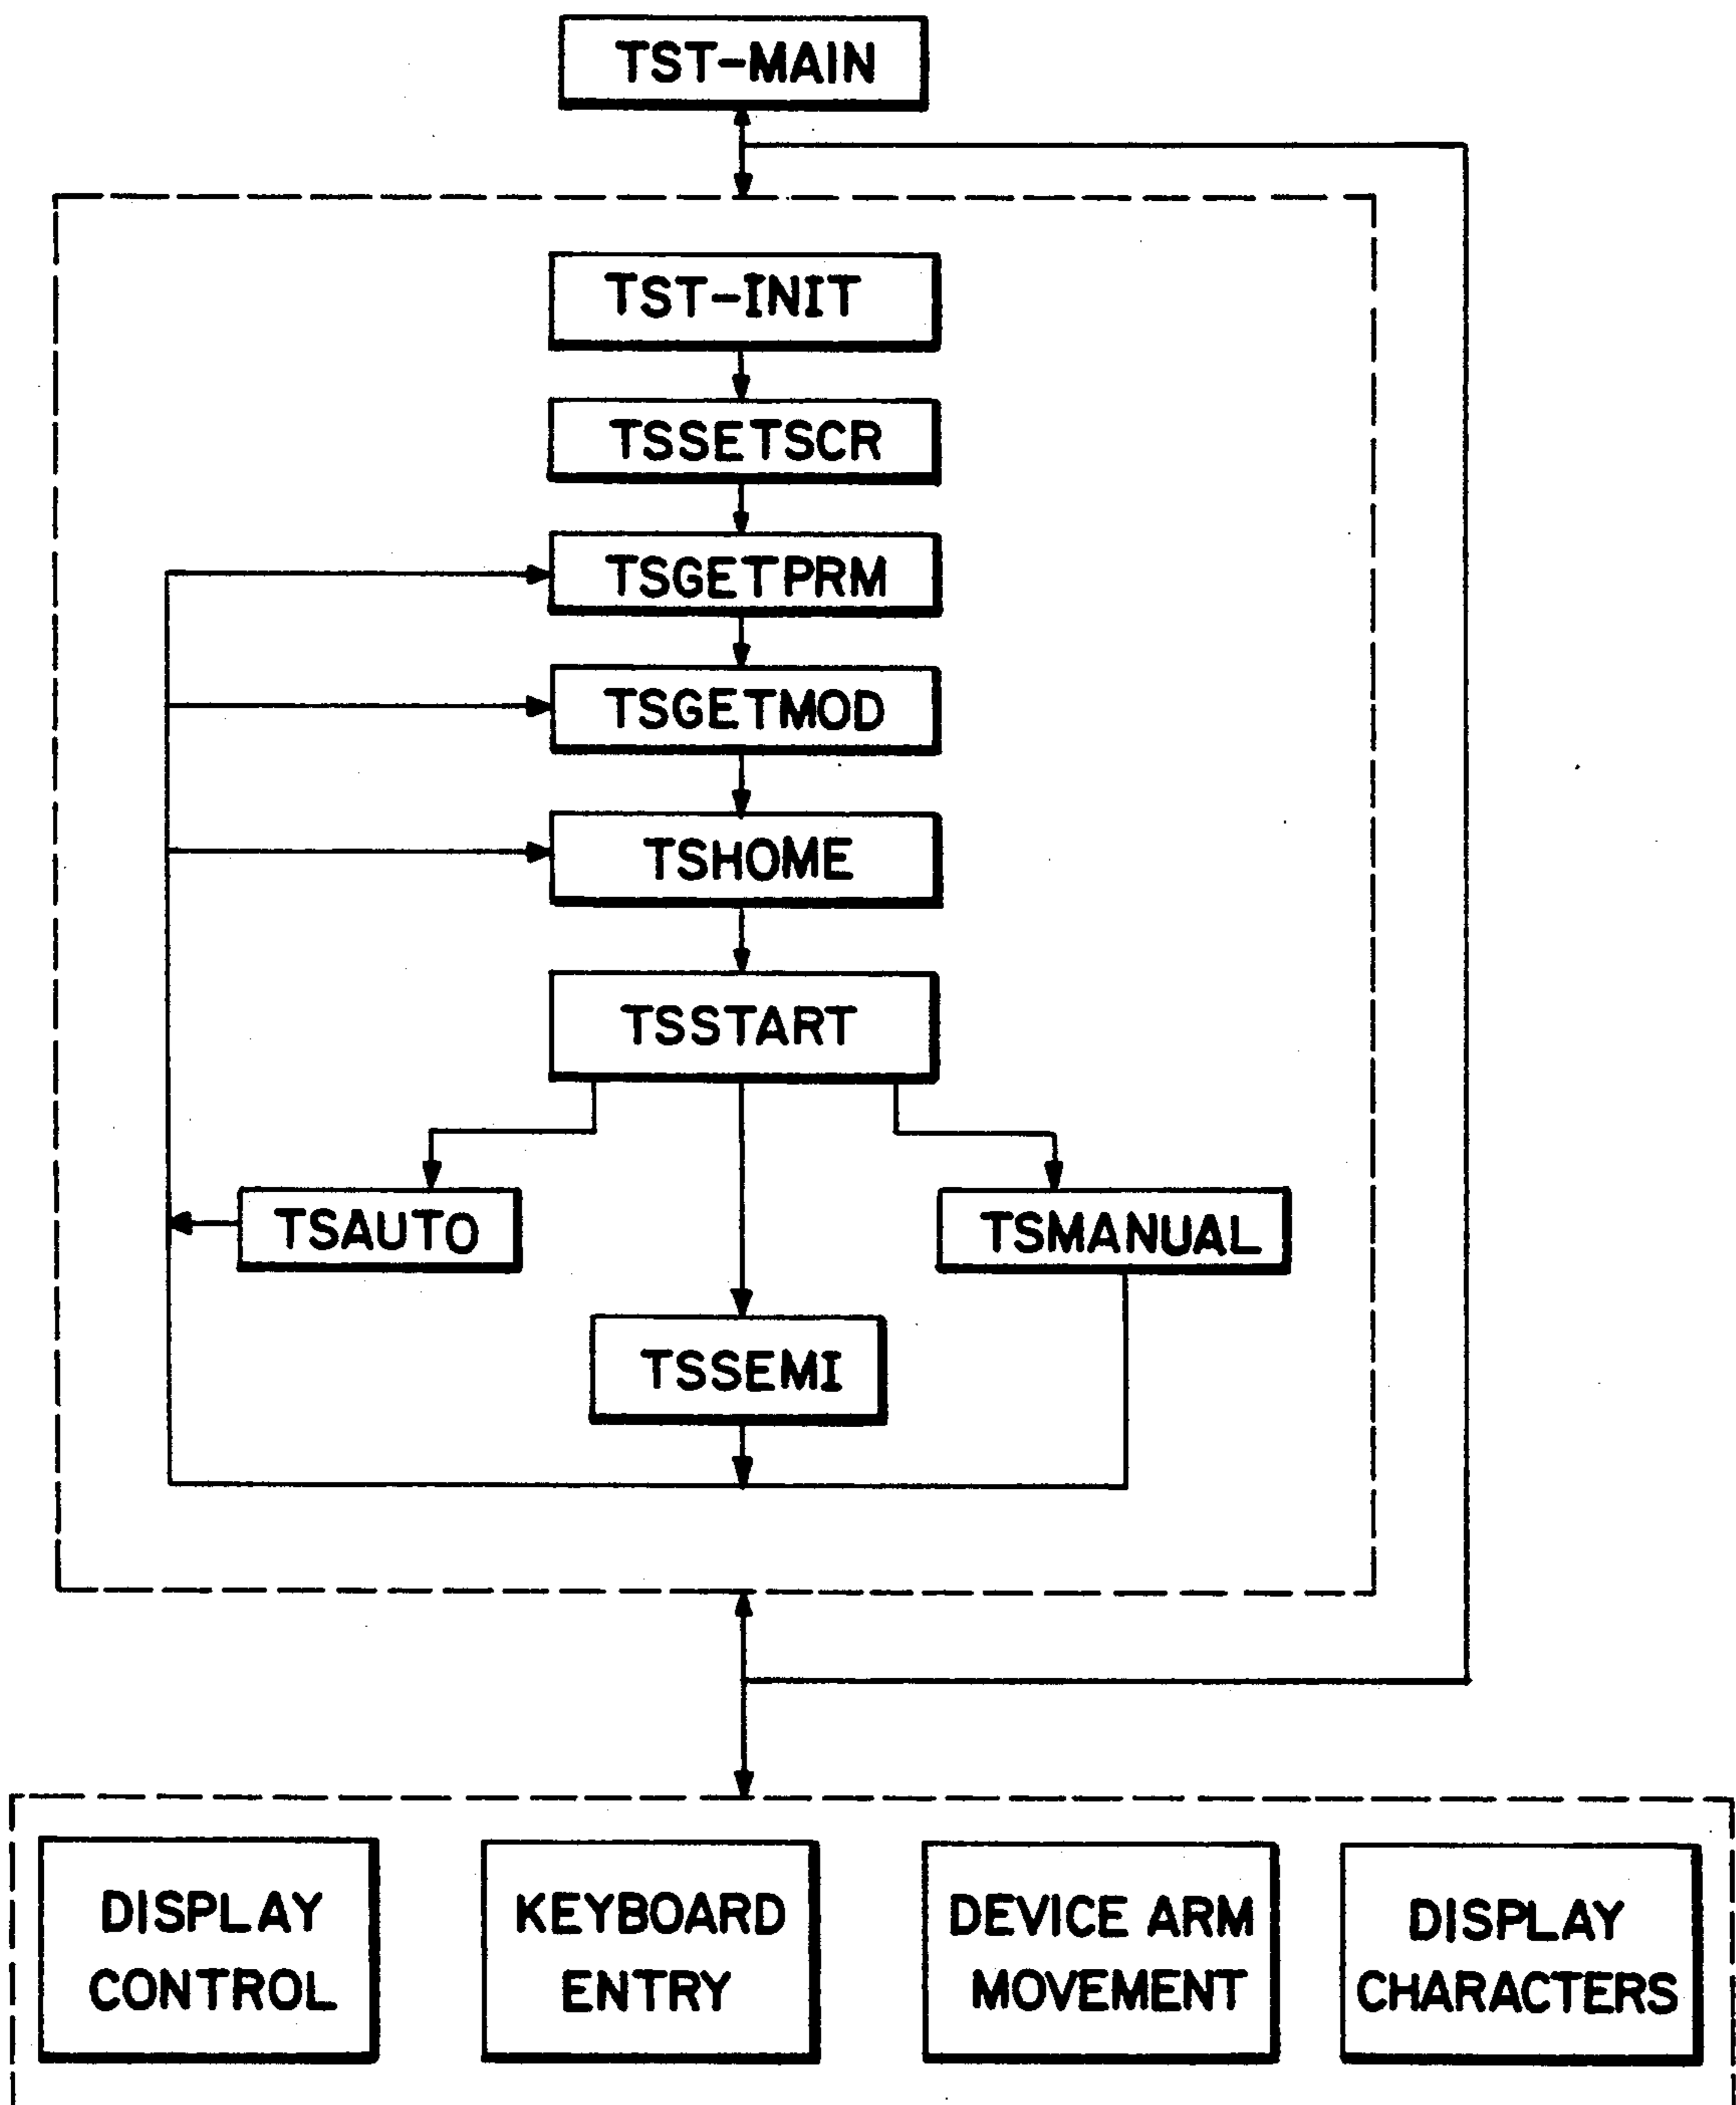 TST-MAIN
TST-INIT
TSSETSCR
TSGETPRM
TSGETMOD
TSHOME
TSSTART
TSAUTO
TSMANUAL
TSSEMI
DISPLAY
CONTROL
KEYBOARD
ENTRY
DEVICE ARM
MOVEMENT
DISPLAY
CHARACTERS